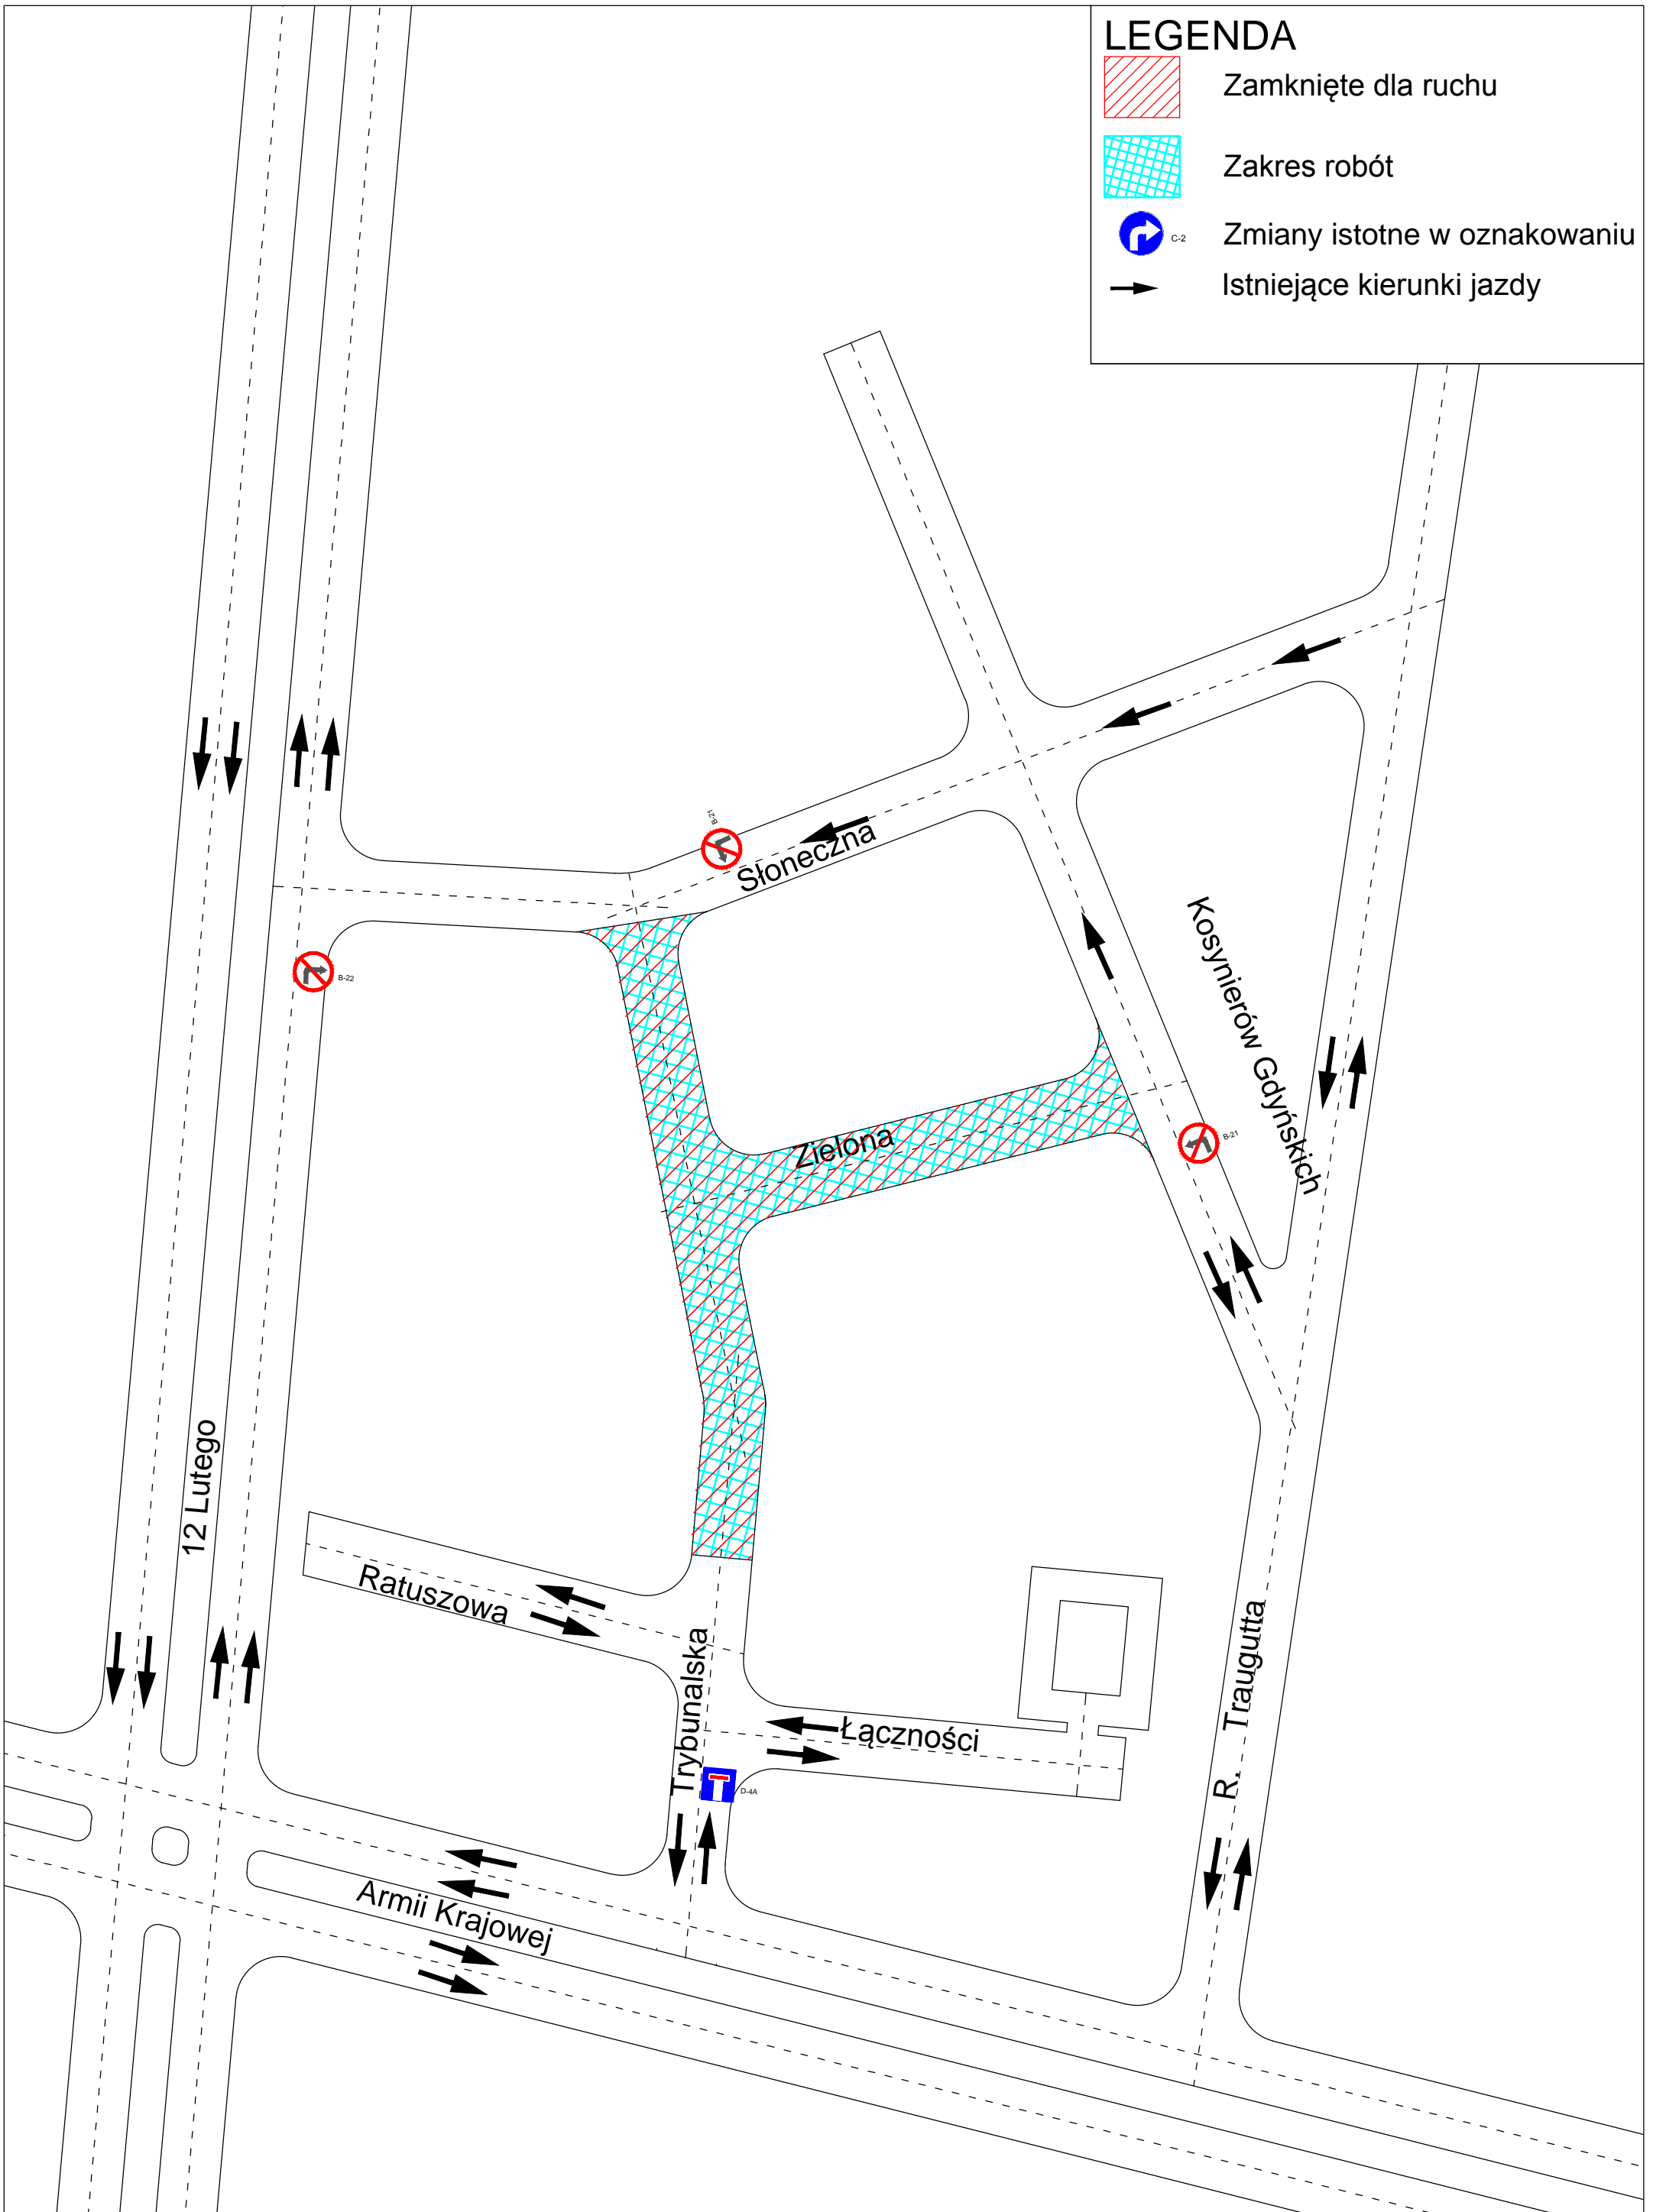 LEGENDA
Zamknięte dla ruchu
Zakres robót
C-2 Zmiany istotne w oznakowaniu
Istniejące kierunki jazdy
B-21
Słoneczna
Kosynierów Gdyńskich
B-22
Zielona
B-21
12 Lutego
Ratuszowa
Trybunalska
Łączności
D-4A
R. Traugutta
Armii Krajowej